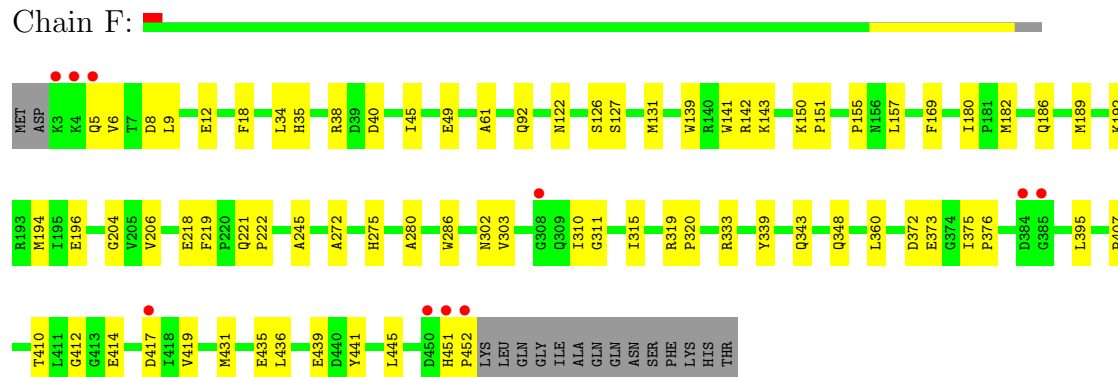 Chain F:
MET ASP K3 K4 Q5 V6 T7 D8 L9 E12 F18 L34 H35 R38 D39 D40 I45 E49 A61 Q92 N122 S126 S127 M131 W139 R140 W141 R142 K143 K150 P151 P155 N156 L157 F169 I180 P181 M182 Q186 M189
R193 M194 I195 E196 G204 V205 V206 E218 F219 P220 Q221 P222 A245 A272 H275 A280 W286 N302 V303 G308 Q309 I310 G311 I315 R319 P320 R333 Y339 Q343 Q348 L360 D372 E373 G374 I375 P376 D384 G385 L395
T410 L411 G412 G413 E414 D417 I418 V419 M431 E435 L436 E439 D440 Y441 L445 D450 H451 P452 LYS LEU GLN GLY ILE ALA GLN GLN ASN SER PHE LYS HIS THR